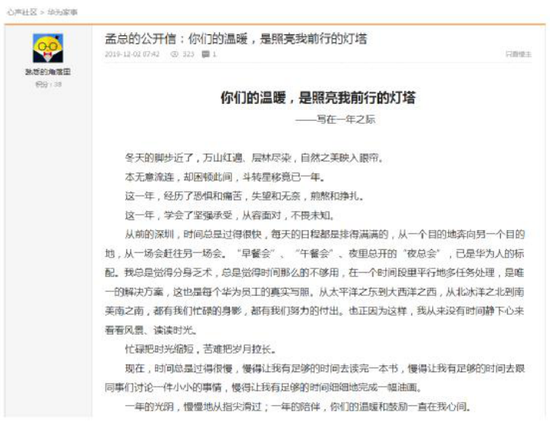 心声社区 > 华为家事
孟总的公开信：你们的温暖，是照亮我前行的灯塔
2019-12-02 07:42 323 1 只看楼主
孟总的角落里
积分：38
你们的温暖，是照亮我前行的灯塔
——写在一年之际
冬天的脚步近了，万山红遍、层林尽染，自然之美映入眼帘。
本无意流连，却困顿此间，斗转星移竟已一年。
这一年，经历了恐惧和痛苦，失望和无奈，煎熬和挣扎。
这一年，学会了坚强承受，从容面对，不畏未知。
从前的深圳，时间总是过得很快，每天的日程都是排得满满的，从一个目的地奔向另一个目的
地，从一场会赶往另一场会。“早餐会”、“午餐会”、夜里总开的“夜总会”，已是华为人的标
配。我总是觉得分身乏术，总是觉得时间那么的不够用，在一个时间段里平行地多任务处理，是唯
一的解决方案，这也是每个华为员工的真实写照。从太平洋之东到大西洋之西，从北冰洋之北到南
美南之南，都有我们忙碌的身影，都有我们努力的付出。也正因为这样，我从来没有时间静下心来
看看风景、读读时光。
忙碌把时光缩短，苦难把岁月拉长。
现在，时间总是过得很慢，慢得让我有足够的时间去读完一本书，慢得让我有足够的时间去跟
同事们讨论一件小小的事情，慢得让我有足够的时间细细地完成一幅油画。
一年的光阴，慢慢地从指尖滑过；一年的陪伴，你们的温暖和鼓励一直在我心间。